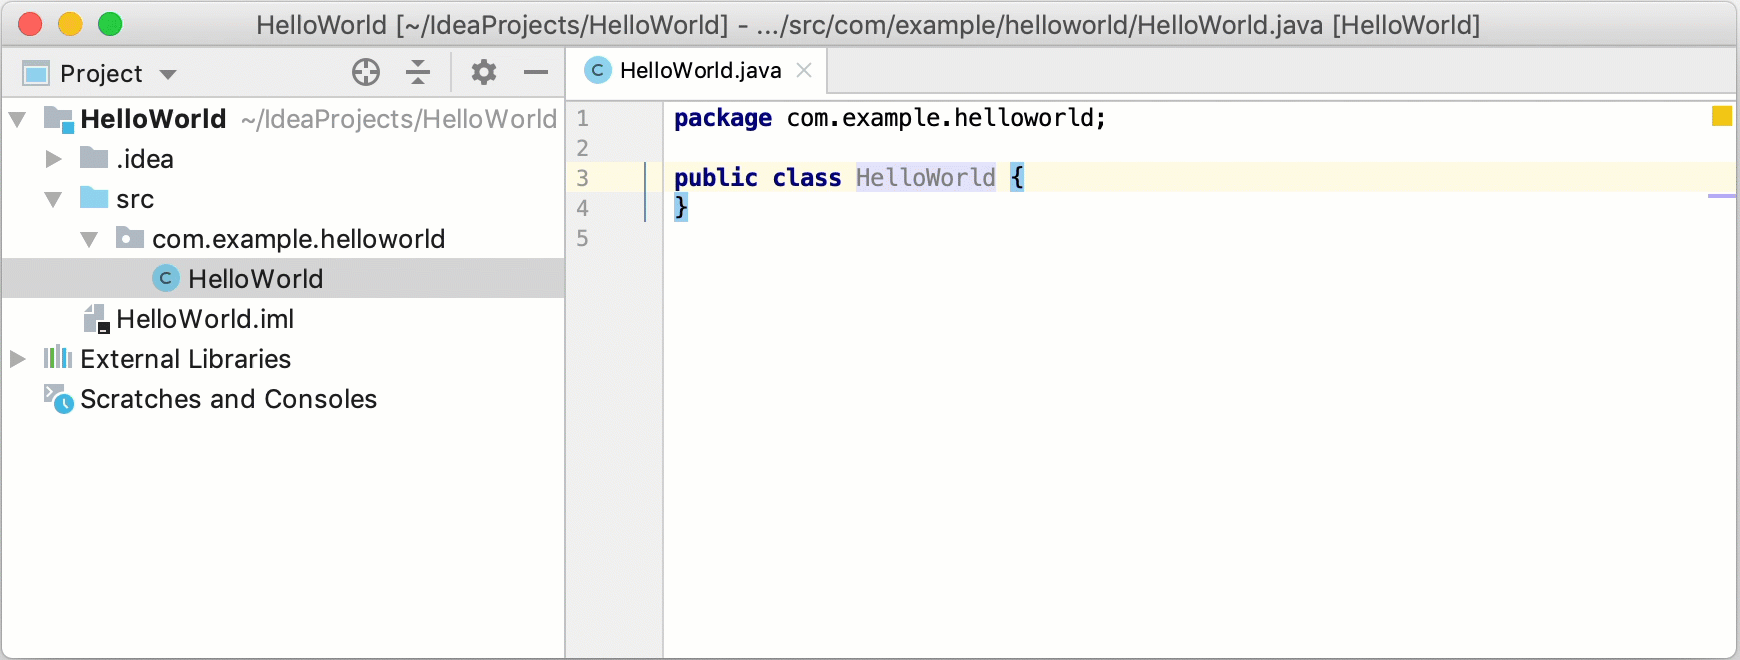 HelloWorld [~/IdeaProjects/HelloWorld] - .../src/com/example/helloworld/HelloWorld.java [HelloWorld]
Project
HelloWorld ~/IdeaProjects/HelloWorld
.idea
src
com.example.helloworld
C HelloWorld
HelloWorld.iml
External Libraries
Scratches and Consoles
C HelloWorld.java
1 package com.example.helloworld;
2
3 public class HelloWorld {
4 }
5